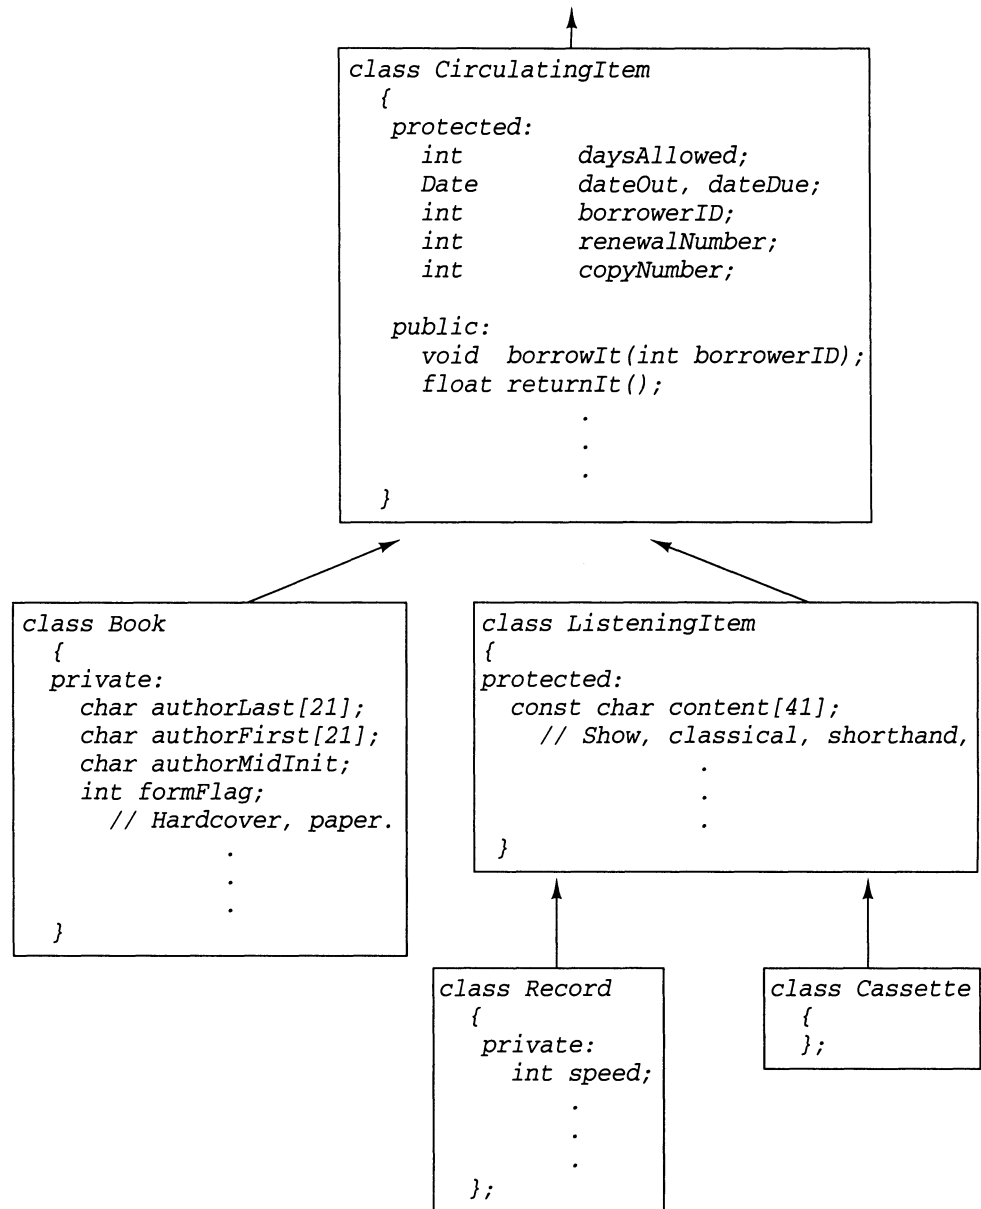 class CirculatingItem
{
protected:
int daysAllowed;
Date dateOut, dateDue;
int borrowerID;
int renewalNumber;
int copyNumber;
public:
void borrowIt(int borrowerID);
float returnIt();
.
.
.
}
class Book
{
private:
char authorLast[21];
char authorFirst[21];
char authorMidInit;
int formFlag;
// Hardcover, paper.
.
.
.
}
class ListeningItem
{
protected:
const char content[41];
// Show, classical, shorthand,
.
.
.
}
class Record
{
private:
int speed;
.
.
.
};
class Cassette
{
};